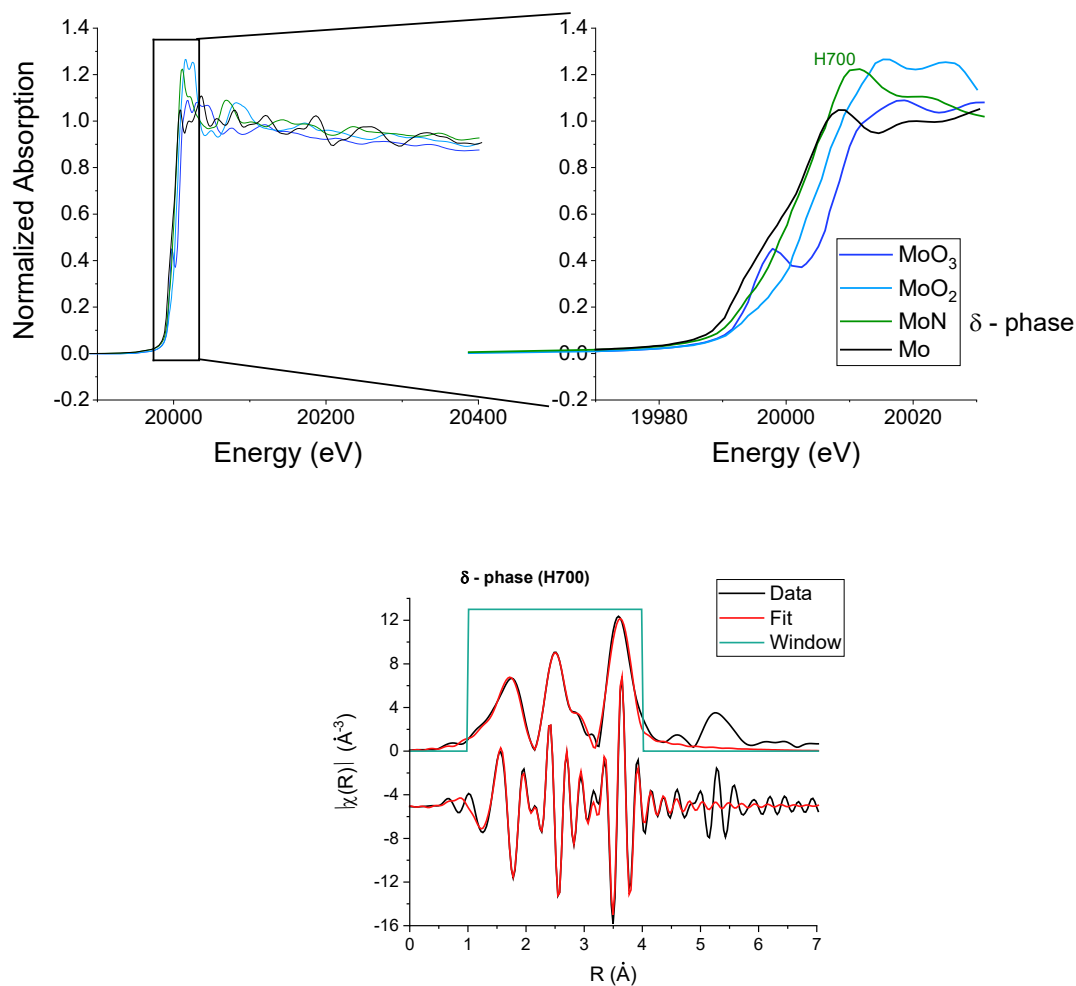 Normalized Absorption
1.4
1.2
1.0
0.8
0.6
0.4
0.2
0.0
-0.2
20000
20200
20400
Energy (eV)
1.4
1.2
1.0
0.8
0.6
0.4
0.2
0.0
-0.2
19980
20000
20020
Energy (eV)
H700
MoO3
MoO2
MoN
Mo
δ - phase
δ - phase (H700)
Data
Fit
Window
|χ(R)| (Å-3)
12
8
4
0
-4
-8
-12
-16
0 1 2 3 4 5 6 7
R (Å)